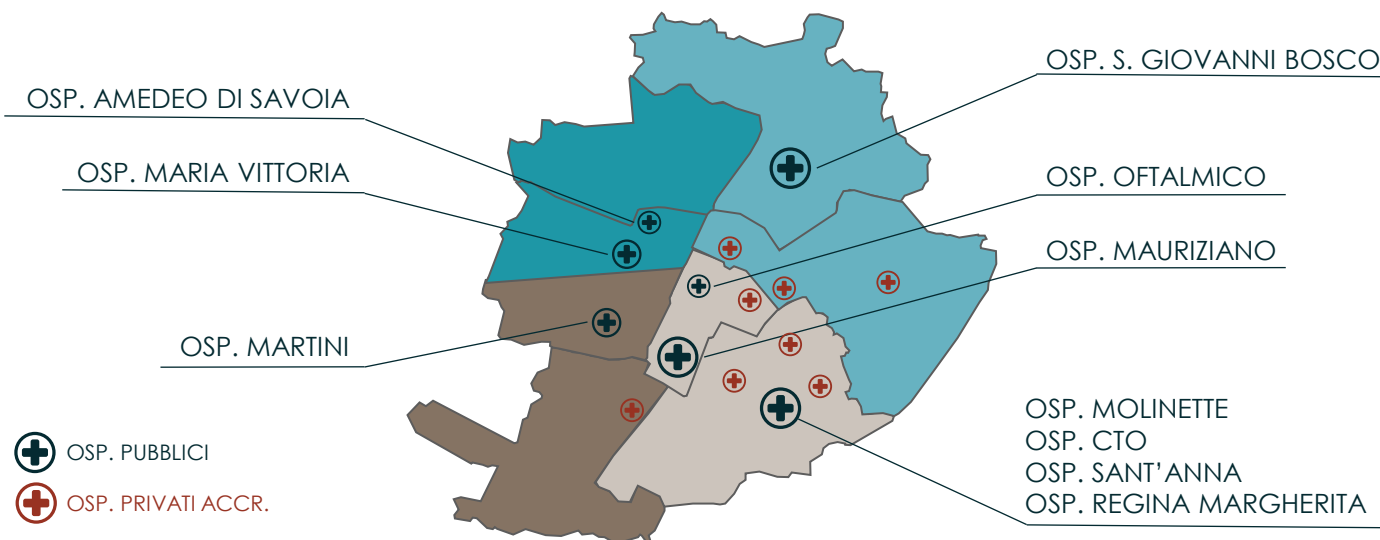 OSP. S. GIOVANNI BOSCO
OSP. AMEDEO DI SAVOIA
OSP. MARIA VITTORIA
OSP. OFTALMICO
OSP. MAURIZIANO
OSP. MARTINI
OSP. MOLINETTE
OSP. CTO
OSP. SANT'ANNA
OSP. REGINA MARGHERITA
OSP. PUBBLICI
OSP. PRIVATI ACCR.